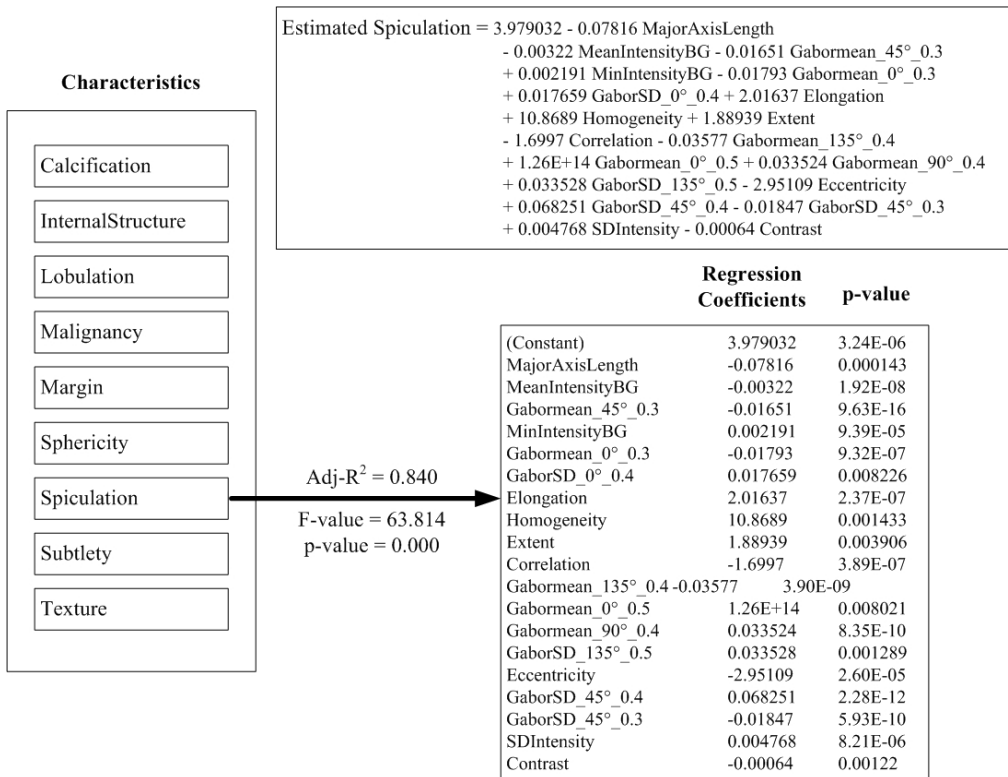 Estimated Spiculation = 3.979032 - 0.07816 MajorAxisLength
- 0.00322 MeanIntensityBG - 0.01651 Gabormean_45°_0.3
+ 0.002191 MinIntensityBG - 0.01793 Gabormean_0°_0.3
+ 0.017659 GaborSD_0°_0.4 + 2.01637 Elongation
+ 10.8689 Homogeneity + 1.88939 Extent
- 1.6997 Correlation - 0.03577 Gabormean_135°_0.4
+ 1.26E+14 Gabormean_0°_0.5 + 0.033524 Gabormean_90°_0.4
+ 0.033528 GaborSD_135°_0.5 - 2.95109 Eccentricity
+ 0.068251 GaborSD_45°_0.4 - 0.01847 GaborSD_45°_0.3
+ 0.004768 SDIntensity - 0.00064 Contrast
Characteristics
Calcification
InternalStructure
Lobulation
Malignancy
Margin
Sphericity
Spiculation
Subtlety
Texture
Adj-R² = 0.840
F-value = 63.814
p-value = 0.000
Regression
Coefficients p-value
(Constant) 3.979032 3.24E-06
MajorAxisLength -0.07816 0.000143
MeanIntensityBG -0.00322 1.92E-08
Gabormean_45°_0.3 -0.01651 9.63E-16
MinIntensityBG 0.002191 9.39E-05
Gabormean_0°_0.3 -0.01793 9.32E-07
GaborSD_0°_0.4 0.017659 0.008226
Elongation 2.01637 2.37E-07
Homogeneity 10.8689 0.001433
Extent 1.88939 0.003906
Correlation -1.6997 3.89E-07
Gabormean_135°_0.4 -0.03577 3.90E-09
Gabormean_0°_0.5 1.26E+14 0.008021
Gabormean_90°_0.4 0.033524 8.35E-10
GaborSD_135°_0.5 0.033528 0.001289
Eccentricity -2.95109 2.60E-05
GaborSD_45°_0.4 0.068251 2.28E-12
GaborSD_45°_0.3 -0.01847 5.93E-10
SDIntensity 0.004768 8.21E-06
Contrast -0.00064 0.00122